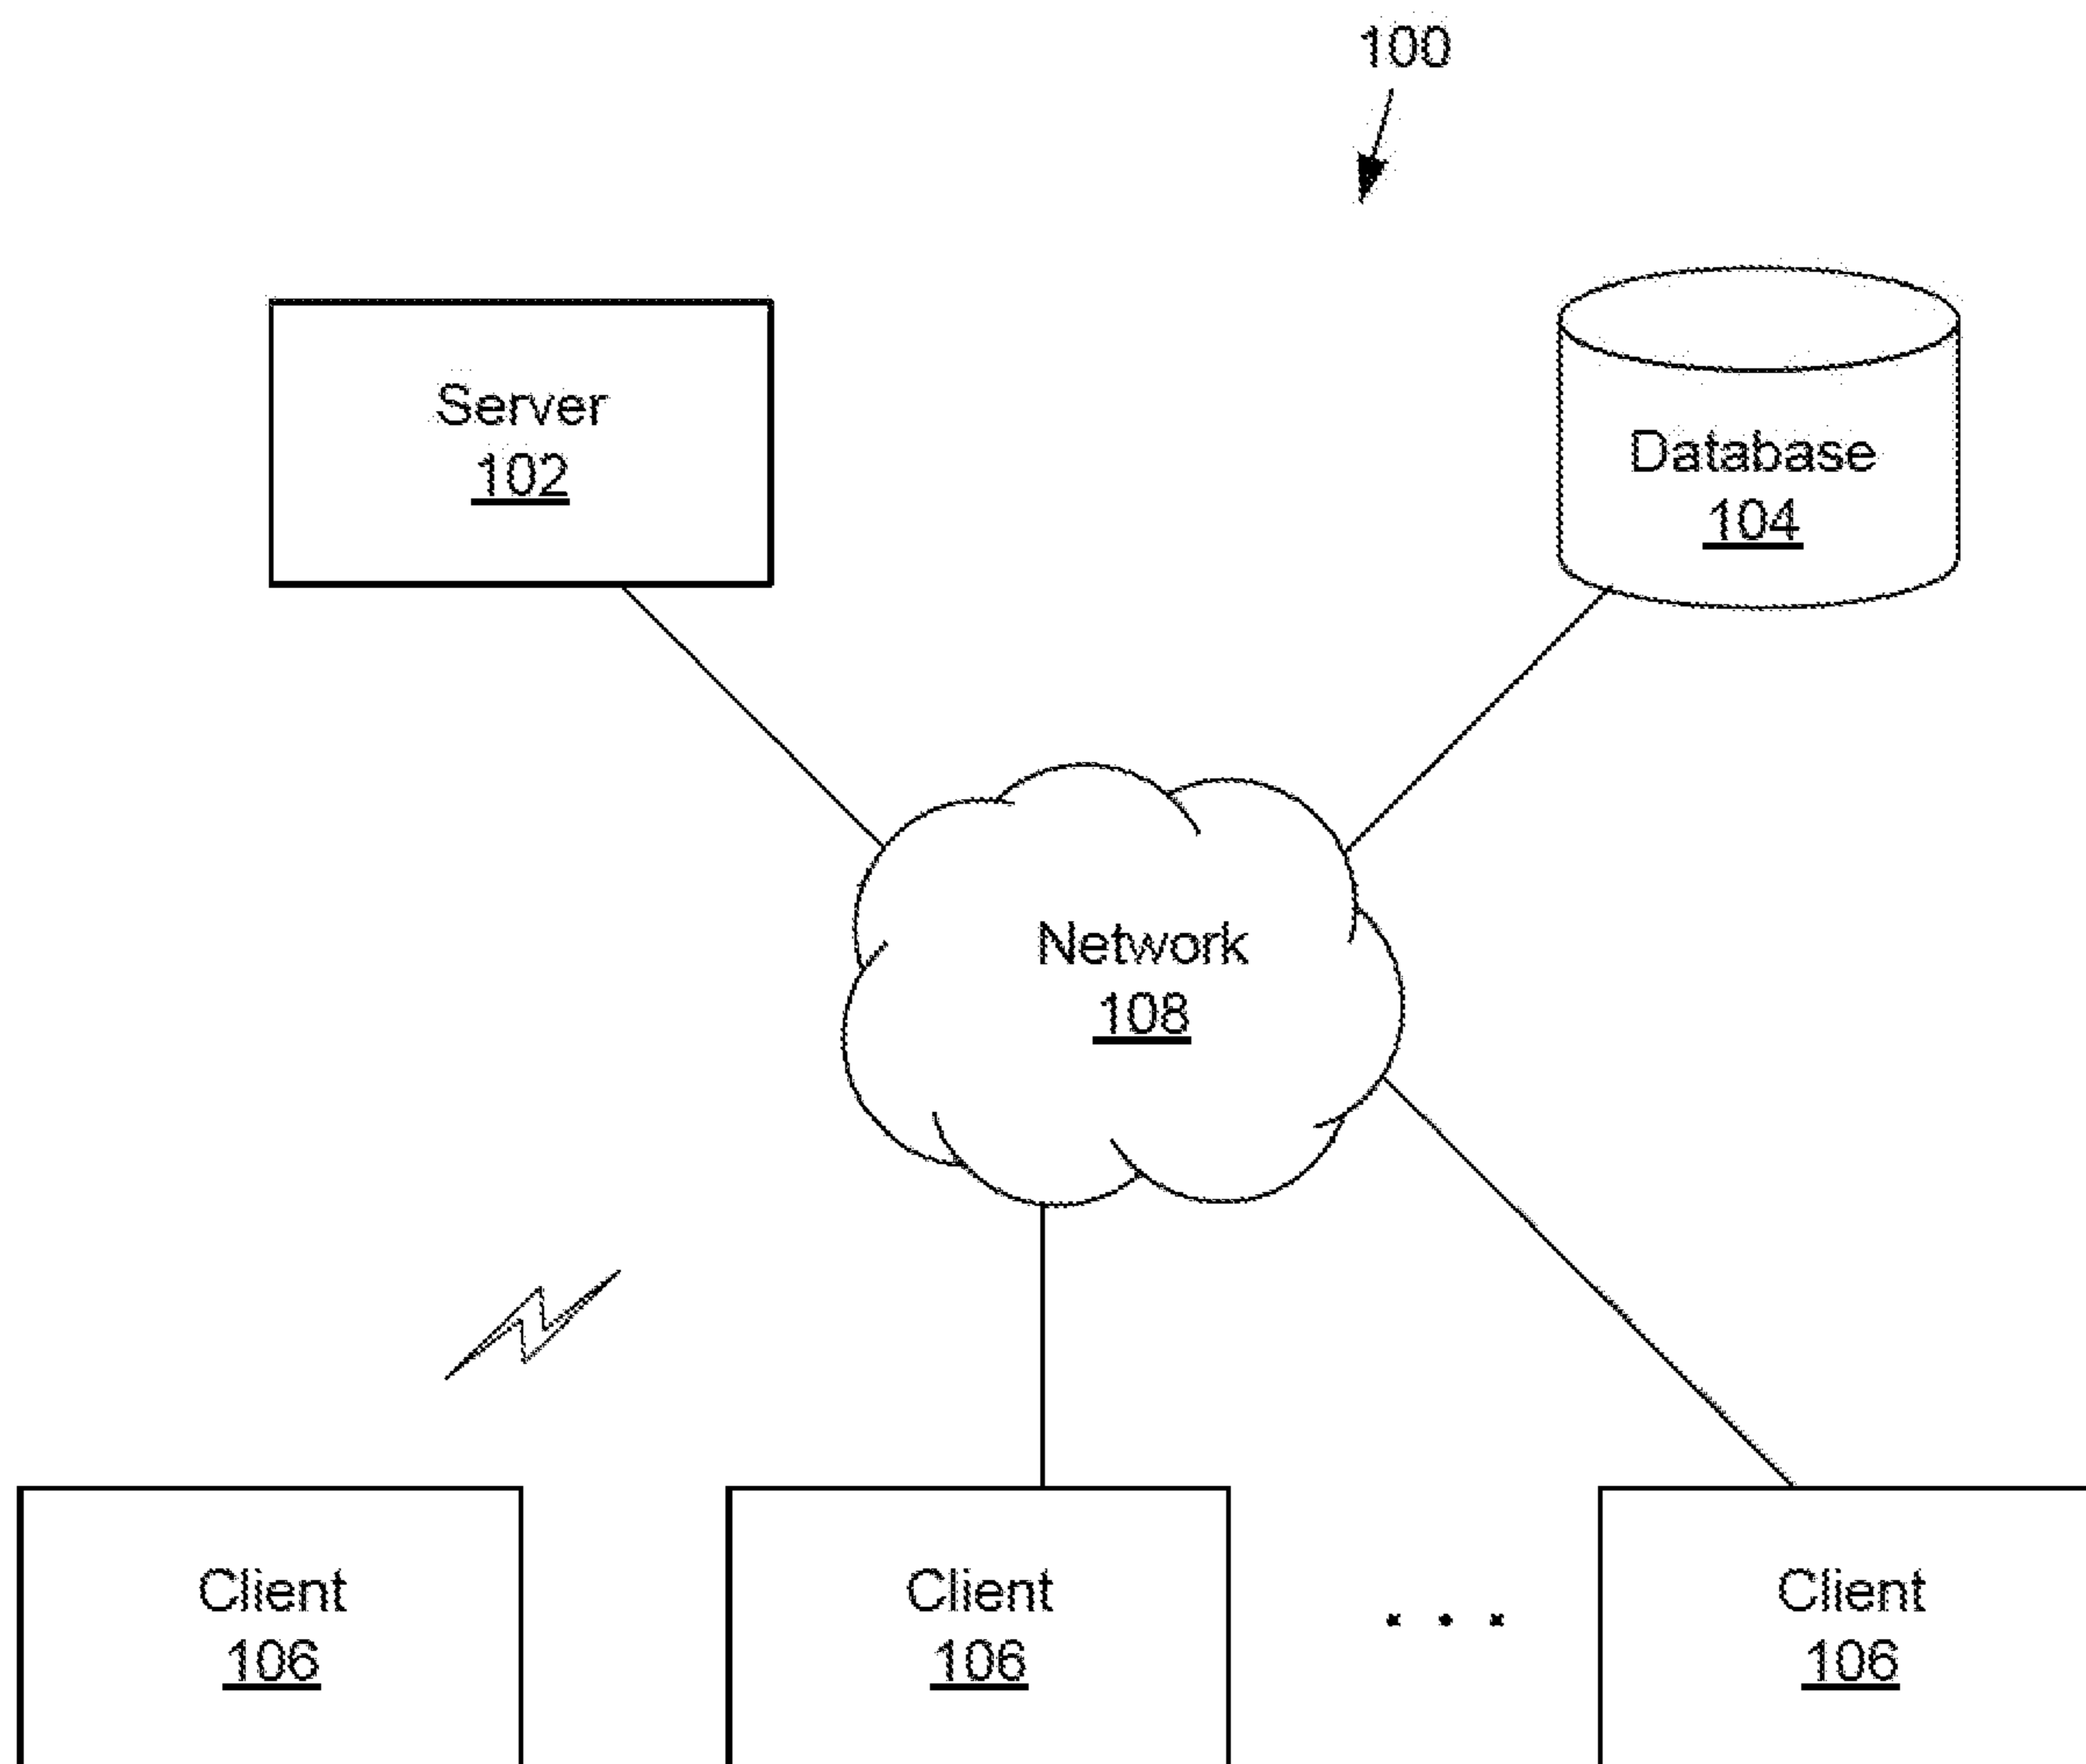 100
Server
102
Database
104
Network
108
Client
106
Client
106
. . .
Client
106